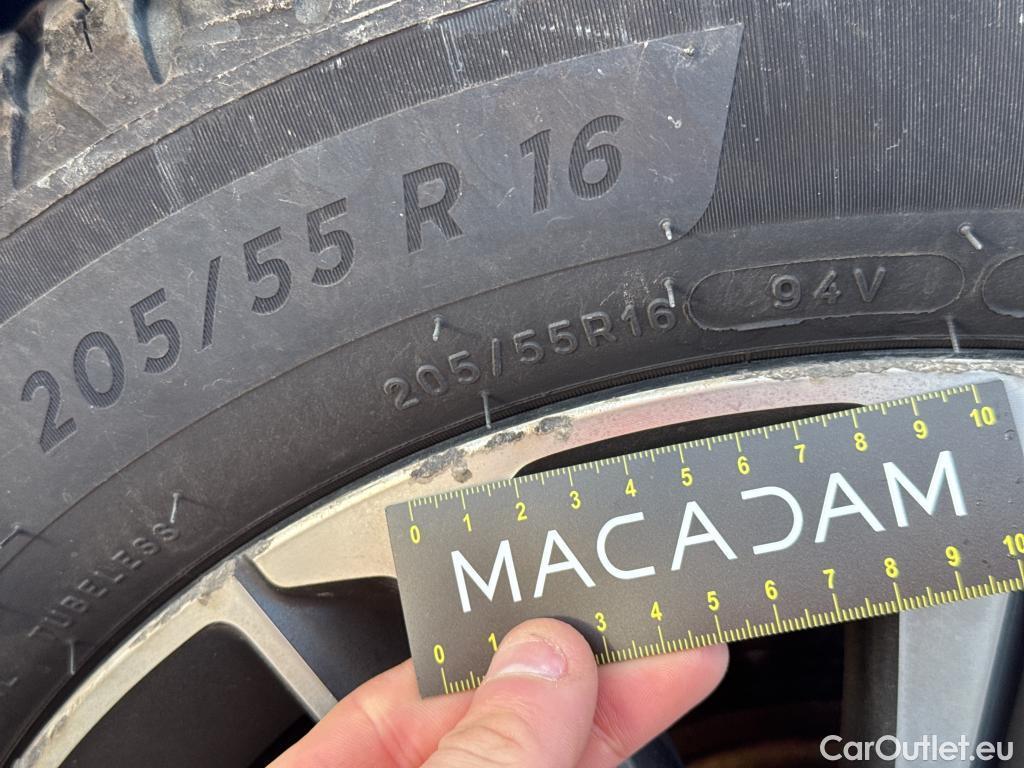 205/55 R 16
205/55R16 94V
TUBELESS
0 1 2 3 4 5 6 7 8 9 10
MACADAM
0 1 3 4 5 6 7 8 9 10
CarOutlet.eu